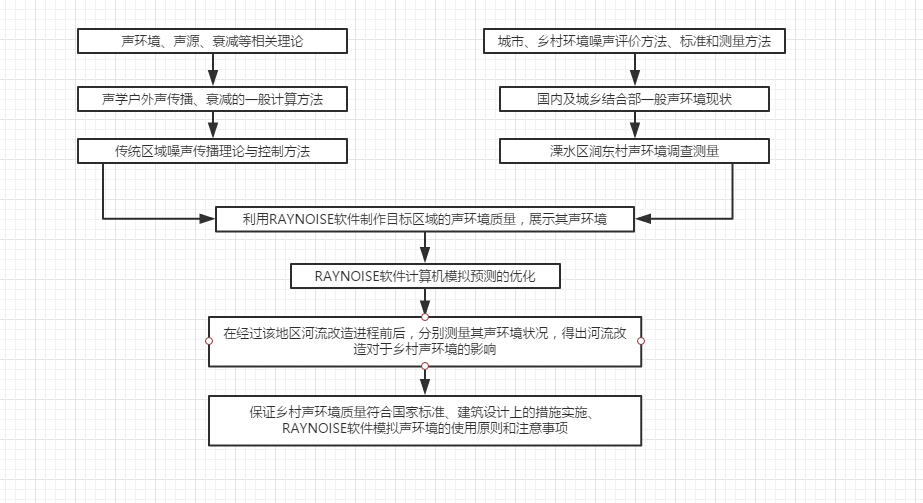 声环境、声源、衰减等相关理论
城市、乡村环境噪声评价方法、标准和测量方法
声学户外声传播、衰减的一般计算方法
国内及城乡结合部一般声环境现状
传统区域噪声传播理论与控制方法
溧水区涧东村声环境调查测量
利用RAYNOISE软件制作目标区域的声环境质量，展示其声环境
RAYNOISE软件计算机模拟预测的优化
在经过该地区河流改造进程前后，分别测量其声环境状况，得出河流改
造对于乡村声环境的影响
保证乡村声环境质量符合国家标准、建筑设计上的措施实施、
RAYNOISE软件模拟声环境的使用原则和注意事项